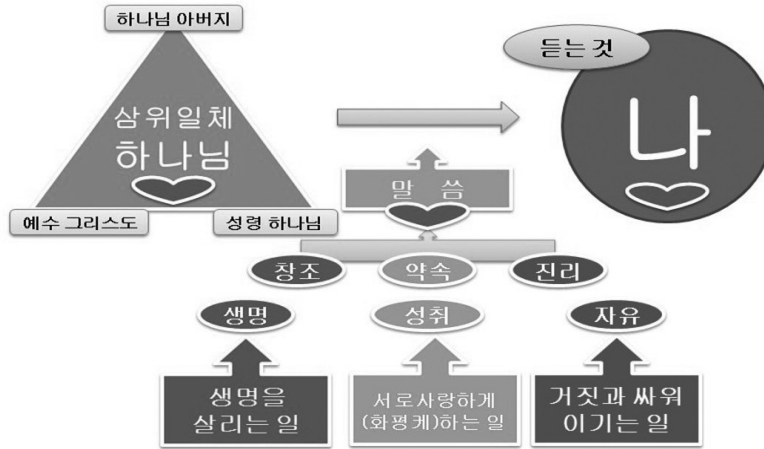 하나님 아버지
듣는 것
삼위일체
하나님
나
말 씀
예수 그리스도
성령 하나님
창조
약속
진리
생명
성취
자유
생명을
살리는 일
서로사랑하게
(화평케)하는 일
거짓과 싸워
이기는 일